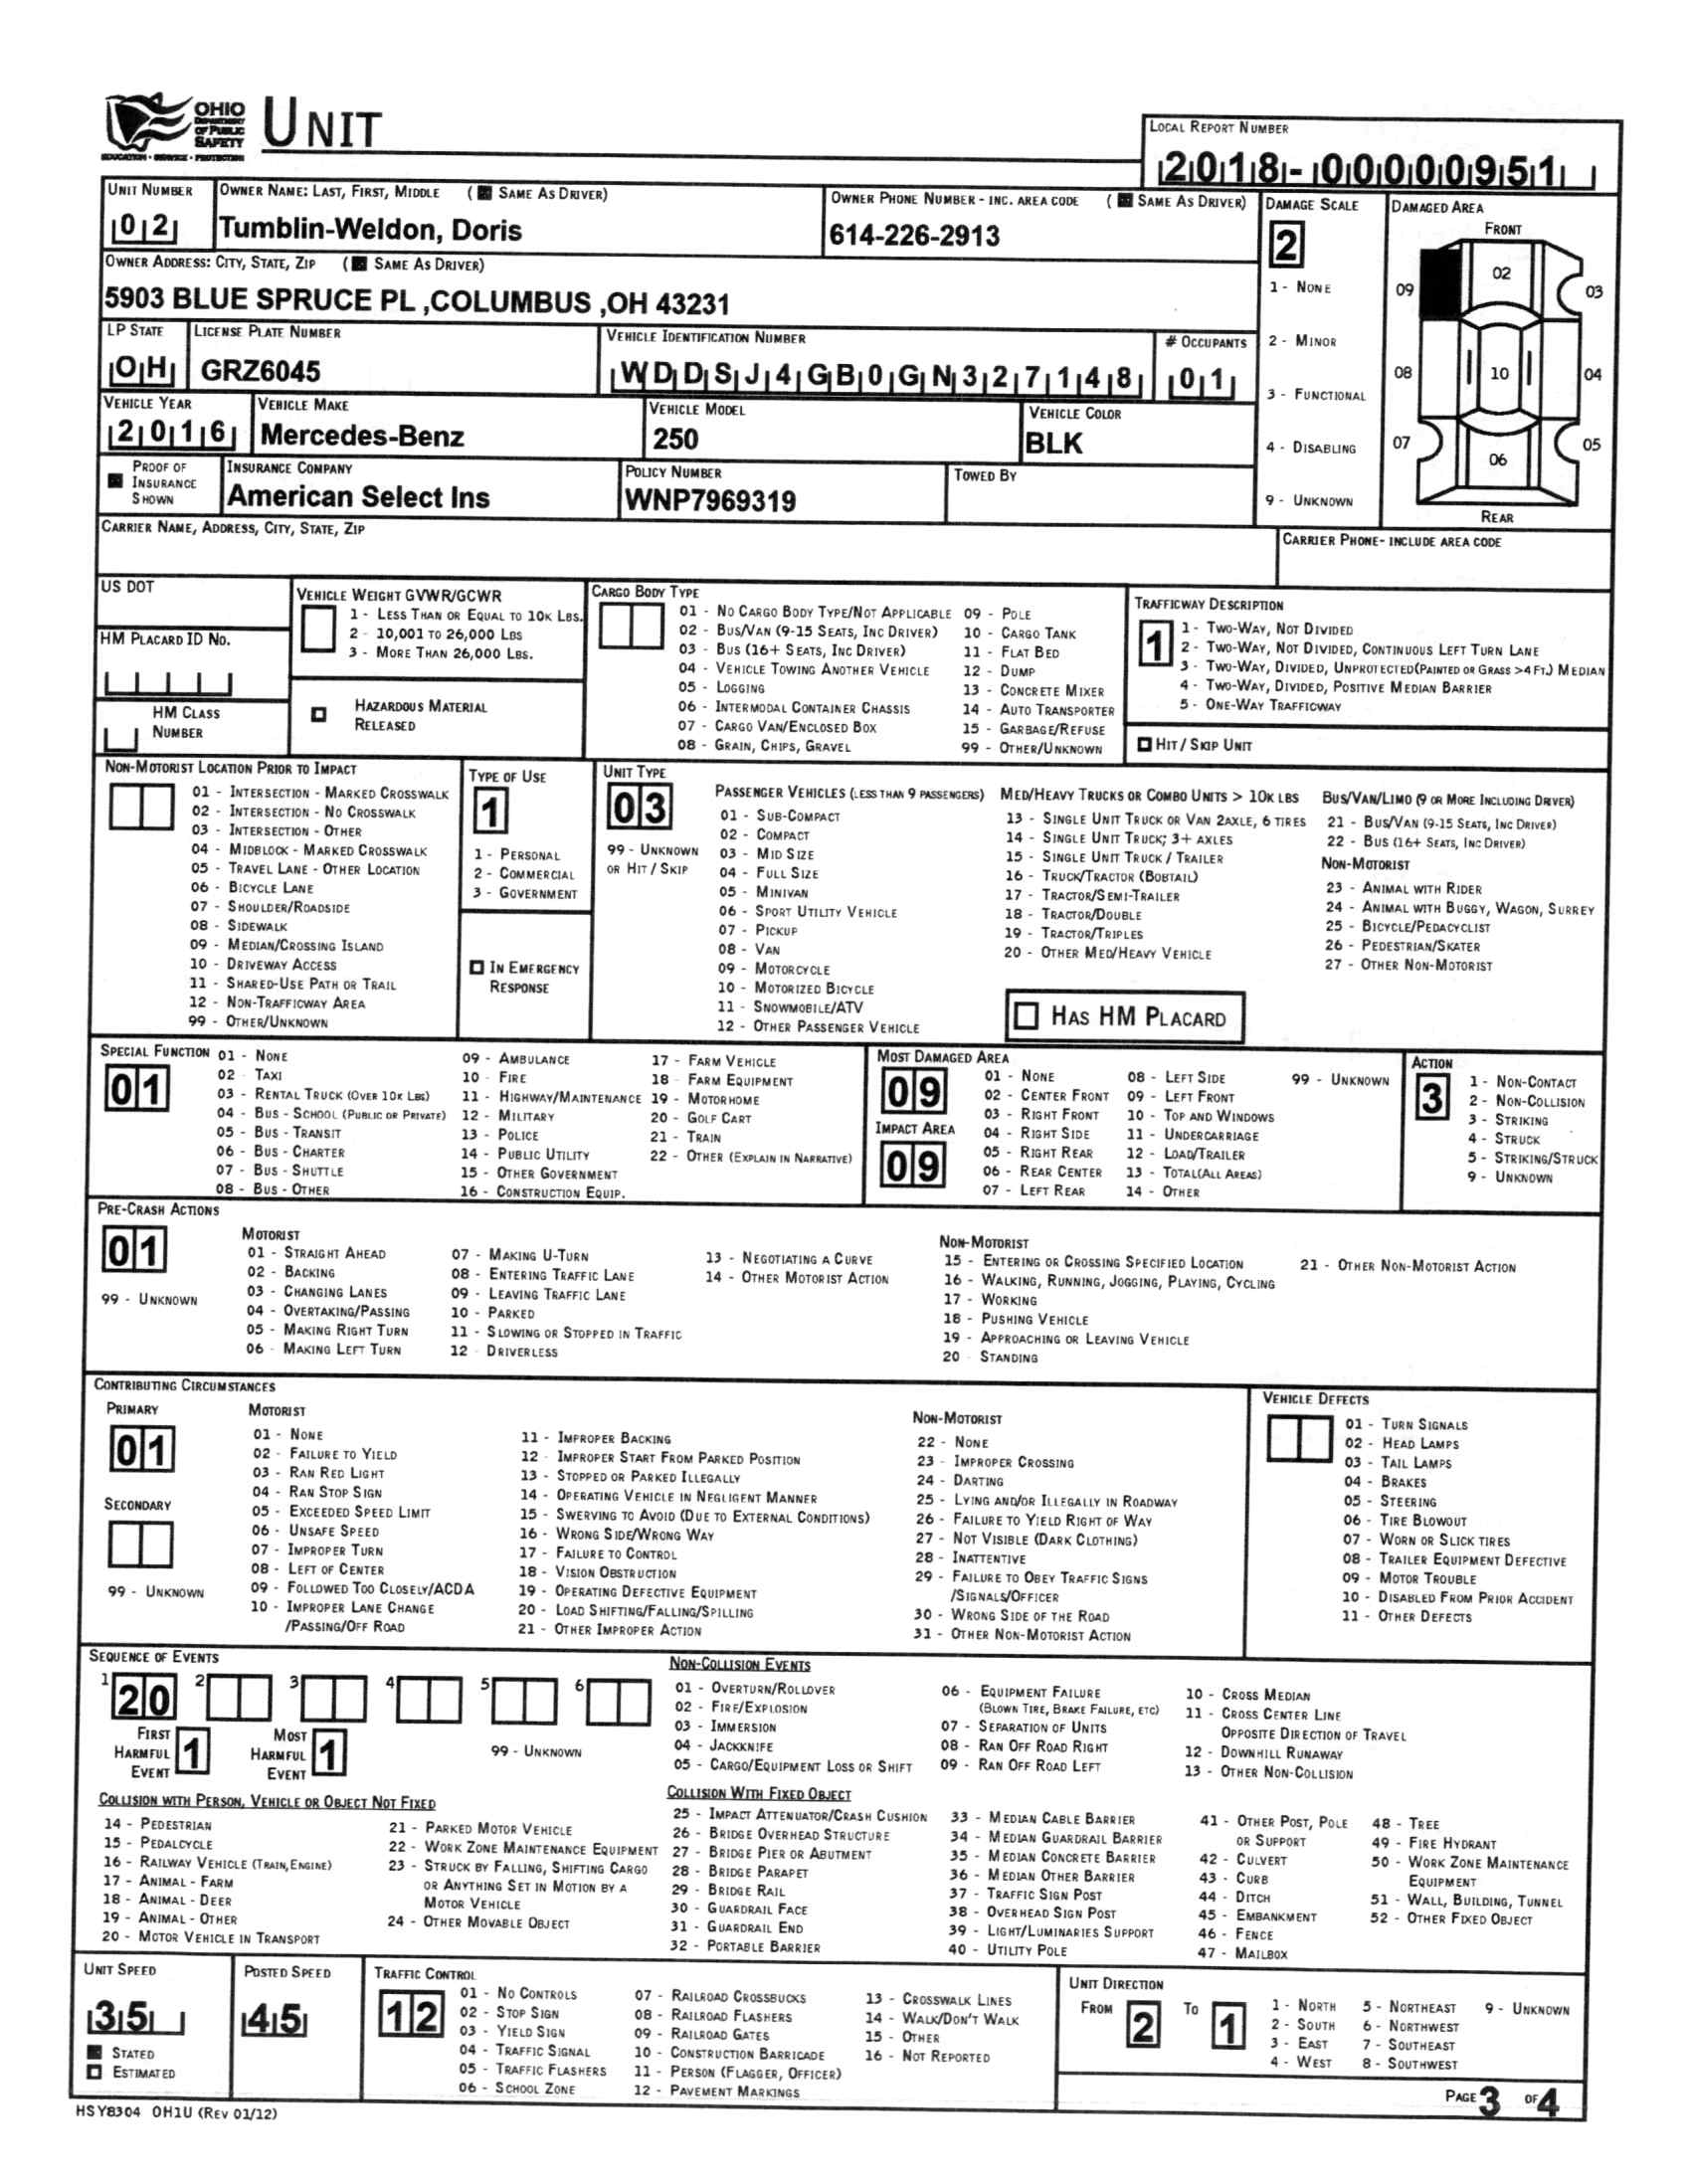 OHIO
DEPARTMENT
OF PUBLIC
SAFETY
EDUCATION • SERVICE • PROTECTION
UNIT
LOCAL REPORT NUMBER
2018-00000951
UNIT NUMBER
02
OWNER NAME: LAST, FIRST, MIDDLE ( ■ SAME AS DRIVER)
Tumblin-Weldon, Doris
OWNER PHONE NUMBER - INC. AREA CODE ( ■ SAME AS DRIVER)
614-226-2913
DAMAGE SCALE
2
1 - NONE
2 - MINOR
3 - FUNCTIONAL
4 - DISABLING
9 - UNKNOWN
DAMAGED AREA
FRONT
02
09
03
08
10
04
07
05
06
REAR
OWNER ADDRESS: CITY, STATE, ZIP ( ■ SAME AS DRIVER)
5903 BLUE SPRUCE PL ,COLUMBUS ,OH 43231
LP STATE
OH
LICENSE PLATE NUMBER
GRZ6045
VEHICLE IDENTIFICATION NUMBER
WDDSJ4GB0GN327148
# OCCUPANTS
01
VEHICLE YEAR
2016
VEHICLE MAKE
Mercedes-Benz
VEHICLE MODEL
250
VEHICLE COLOR
BLK
■ PROOF OF
INSURANCE
SHOWN
INSURANCE COMPANY
American Select Ins
POLICY NUMBER
WNP7969319
TOWED BY
CARRIER NAME, ADDRESS, CITY, STATE, ZIP
CARRIER PHONE- INCLUDE AREA CODE
US DOT
HM PLACARD ID NO.
HM CLASS
NUMBER
VEHICLE WEIGHT GVWR/GCWR
1 - LESS THAN OR EQUAL TO 10K LBS.
2 - 10,001 TO 26,000 LBS
3 - MORE THAN 26,000 LBS.
□ HAZARDOUS MATERIAL
RELEASED
CARGO BODY TYPE
01 - NO CARGO BODY TYPE/NOT APPLICABLE
02 - BUS/VAN (9-15 SEATS, INC DRIVER)
03 - BUS (16+ SEATS, INC DRIVER)
04 - VEHICLE TOWING ANOTHER VEHICLE
05 - LOGGING
06 - INTERMODAL CONTAINER CHASSIS
07 - CARGO VAN/ENCLOSED BOX
08 - GRAIN, CHIPS, GRAVEL
09 - POLE
10 - CARGO TANK
11 - FLAT BED
12 - DUMP
13 - CONCRETE MIXER
14 - AUTO TRANSPORTER
15 - GARBAGE/REFUSE
99 - OTHER/UNKNOWN
TRAFFICWAY DESCRIPTION
1
1 - TWO-WAY, NOT DIVIDED
2 - TWO-WAY, NOT DIVIDED, CONTINUOUS LEFT TURN LANE
3 - TWO-WAY, DIVIDED, UNPROTECTED(PAINTED OR GRASS >4 FT.) MEDIAN
4 - TWO-WAY, DIVIDED, POSITIVE MEDIAN BARRIER
5 - ONE-WAY TRAFFICWAY
□ HIT / SKIP UNIT
NON-MOTORIST LOCATION PRIOR TO IMPACT
01 - INTERSECTION - MARKED CROSSWALK
02 - INTERSECTION - NO CROSSWALK
03 - INTERSECTION - OTHER
04 - MIDBLOCK - MARKED CROSSWALK
05 - TRAVEL LANE - OTHER LOCATION
06 - BICYCLE LANE
07 - SHOULDER/ROADSIDE
08 - SIDEWALK
09 - MEDIAN/CROSSING ISLAND
10 - DRIVEWAY ACCESS
11 - SHARED-USE PATH OR TRAIL
12 - NON-TRAFFICWAY AREA
99 - OTHER/UNKNOWN
TYPE OF USE
1
1 - PERSONAL
2 - COMMERCIAL
3 - GOVERNMENT
□ IN EMERGENCY
RESPONSE
UNIT TYPE
03
99 - UNKNOWN
OR HIT / SKIP
PASSENGER VEHICLES (LESS THAN 9 PASSENGERS)
01 - SUB-COMPACT
02 - COMPACT
03 - MID SIZE
04 - FULL SIZE
05 - MINIVAN
06 - SPORT UTILITY VEHICLE
07 - PICKUP
08 - VAN
09 - MOTORCYCLE
10 - MOTORIZED BICYCLE
11 - SNOWMOBILE/ATV
12 - OTHER PASSENGER VEHICLE
MED/HEAVY TRUCKS OR COMBO UNITS > 10K LBS
13 - SINGLE UNIT TRUCK OR VAN 2AXLE, 6 TIRES
14 - SINGLE UNIT TRUCK; 3+ AXLES
15 - SINGLE UNIT TRUCK / TRAILER
16 - TRUCK/TRACTOR (BOBTAIL)
17 - TRACTOR/SEMI-TRAILER
18 - TRACTOR/DOUBLE
19 - TRACTOR/TRIPLES
20 - OTHER MED/HEAVY VEHICLE
□ HAS HM PLACARD
BUS/VAN/LIMO (9 OR MORE INCLUDING DRIVER)
21 - BUS/VAN (9-15 SEATS, INC DRIVER)
22 - BUS (16+ SEATS, INC DRIVER)
NON-MOTORIST
23 - ANIMAL WITH RIDER
24 - ANIMAL WITH BUGGY, WAGON, SURREY
25 - BICYCLE/PEDACYCLIST
26 - PEDESTRIAN/SKATER
27 - OTHER NON-MOTORIST
SPECIAL FUNCTION
01
01 - NONE
02 TAXI
03 - RENTAL TRUCK (OVER 10K LBS)
04 - BUS - SCHOOL (PUBLIC OR PRIVATE)
05 - BUS - TRANSIT
06 - BUS - CHARTER
07 - BUS - SHUTTLE
08 - BUS - OTHER
09 - AMBULANCE
10 - FIRE
11 - HIGHWAY/MAINTENANCE
12 - MILITARY
13 - POLICE
14 - PUBLIC UTILITY
15 - OTHER GOVERNMENT
16 - CONSTRUCTION EQUIP.
17 - FARM VEHICLE
18 FARM EQUIPMENT
19 - MOTORHOME
20 - GOLF CART
21 - TRAIN
22 - OTHER (EXPLAIN IN NARRATIVE)
MOST DAMAGED AREA
09
IMPACT AREA
09
01 - NONE
02 - CENTER FRONT
03 - RIGHT FRONT
04 - RIGHT SIDE
05 - RIGHT REAR
06 - REAR CENTER
07 - LEFT REAR
08 - LEFT SIDE
09 - LEFT FRONT
10 - TOP AND WINDOWS
11 - UNDERCARRIAGE
12 - LOAD/TRAILER
13 - TOTAL(ALL AREAS)
14 - OTHER
99 - UNKNOWN
ACTION
3
1 - NON-CONTACT
2 - NON-COLLISION
3 - STRIKING
4 - STRUCK
5 - STRIKING/STRUCK
9 - UNKNOWN
PRE-CRASH ACTIONS
01
99 - UNKNOWN
MOTORIST
01 - STRAIGHT AHEAD
02 - BACKING
03 - CHANGING LANES
04 - OVERTAKING/PASSING
05 - MAKING RIGHT TURN
06 - MAKING LEFT TURN
07 - MAKING U-TURN
08 - ENTERING TRAFFIC LANE
09 - LEAVING TRAFFIC LANE
10 - PARKED
11 - SLOWING OR STOPPED IN TRAFFIC
12 DRIVERLESS
13 - NEGOTIATING A CURVE
14 - OTHER MOTORIST ACTION
NON-MOTORIST
15 - ENTERING OR CROSSING SPECIFIED LOCATION
16 - WALKING, RUNNING, JOGGING, PLAYING, CYCLING
17 - WORKING
18 - PUSHING VEHICLE
19 - APPROACHING OR LEAVING VEHICLE
20 STANDING
21 - OTHER NON-MOTORIST ACTION
CONTRIBUTING CIRCUMSTANCES
PRIMARY
01
SECONDARY
99 - UNKNOWN
MOTORIST
01 - NONE
02 - FAILURE TO YIELD
03 - RAN RED LIGHT
04 - RAN STOP SIGN
05 - EXCEEDED SPEED LIMIT
06 - UNSAFE SPEED
07 - IMPROPER TURN
08 - LEFT OF CENTER
09 - FOLLOWED TOO CLOSELY/ACDA
10 - IMPROPER LANE CHANGE
/PASSING/OFF ROAD
11 - IMPROPER BACKING
12 IMPROPER START FROM PARKED POSITION
13 - STOPPED OR PARKED ILLEGALLY
14 - OPERATING VEHICLE IN NEGLIGENT MANNER
15 - SWERVING TO AVOID (DUE TO EXTERNAL CONDITIONS)
16 - WRONG SIDE/WRONG WAY
17 - FAILURE TO CONTROL
18 - VISION OBSTRUCTION
19 - OPERATING DEFECTIVE EQUIPMENT
20 - LOAD SHIFTING/FALLING/SPILLING
21 - OTHER IMPROPER ACTION
NON-MOTORIST
22 - NONE
23 - IMPROPER CROSSING
24 - DARTING
25 - LYING AND/OR ILLEGALLY IN ROADWAY
26 - FAILURE TO YIELD RIGHT OF WAY
27 - NOT VISIBLE (DARK CLOTHING)
28 - INATTENTIVE
29 - FAILURE TO OBEY TRAFFIC SIGNS
/SIGNALS/OFFICER
30 - WRONG SIDE OF THE ROAD
31 - OTHER NON-MOTORIST ACTION
VEHICLE DEFECTS
01 - TURN SIGNALS
02 - HEAD LAMPS
03 - TAIL LAMPS
04 - BRAKES
05 - STEERING
06 - TIRE BLOWOUT
07 - WORN OR SLICK TIRES
08 - TRAILER EQUIPMENT DEFECTIVE
09 - MOTOR TROUBLE
10 - DISABLED FROM PRIOR ACCIDENT
11 - OTHER DEFECTS
SEQUENCE OF EVENTS
1 20 2 3 4 5 6
FIRST
HARMFUL
EVENT
1
MOST
HARMFUL
EVENT
1
99 - UNKNOWN
NON-COLLISION EVENTS
01 - OVERTURN/ROLLOVER
02 - FIRE/EXPLOSION
03 - IMMERSION
04 - JACKKNIFE
05 - CARGO/EQUIPMENT LOSS OR SHIFT
06 - EQUIPMENT FAILURE
(BLOWN TIRE, BRAKE FAILURE, ETC)
07 - SEPARATION OF UNITS
08 - RAN OFF ROAD RIGHT
09 - RAN OFF ROAD LEFT
10 - CROSS MEDIAN
11 - CROSS CENTER LINE
OPPOSITE DIRECTION OF TRAVEL
12 - DOWNHILL RUNAWAY
13 - OTHER NON-COLLISION
COLLISION WITH PERSON, VEHICLE OR OBJECT NOT FIXED
14 - PEDESTRIAN
15 - PEDALCYCLE
16 - RAILWAY VEHICLE (TRAIN,ENGINE)
17 - ANIMAL - FARM
18 - ANIMAL - DEER
19 - ANIMAL - OTHER
20 - MOTOR VEHICLE IN TRANSPORT
21 - PARKED MOTOR VEHICLE
22 - WORK ZONE MAINTENANCE EQUIPMENT
23 - STRUCK BY FALLING, SHIFTING CARGO
OR ANYTHING SET IN MOTION BY A
MOTOR VEHICLE
24 - OTHER MOVABLE OBJECT
COLLISION WITH FIXED OBJECT
25 - IMPACT ATTENUATOR/CRASH CUSHION
26 - BRIDGE OVERHEAD STRUCTURE
27 - BRIDGE PIER OR ABUTMENT
28 - BRIDGE PARAPET
29 - BRIDGE RAIL
30 - GUARDRAIL FACE
31 - GUARDRAIL END
32 - PORTABLE BARRIER
33 - MEDIAN CABLE BARRIER
34 - MEDIAN GUARDRAIL BARRIER
35 - MEDIAN CONCRETE BARRIER
36 - MEDIAN OTHER BARRIER
37 - TRAFFIC SIGN POST
38 - OVERHEAD SIGN POST
39 - LIGHT/LUMINARIES SUPPORT
40 - UTILITY POLE
41 - OTHER POST, POLE
OR SUPPORT
42 - CULVERT
43 - CURB
44 - DITCH
45 - EMBANKMENT
46 - FENCE
47 - MAILBOX
48 - TREE
49 - FIRE HYDRANT
50 - WORK ZONE MAINTENANCE
EQUIPMENT
51 - WALL, BUILDING, TUNNEL
52 - OTHER FIXED OBJECT
UNIT SPEED
35
■ STATED
□ ESTIMATED
POSTED SPEED
45
TRAFFIC CONTROL
12
01 - NO CONTROLS
02 - STOP SIGN
03 - YIELD SIGN
04 - TRAFFIC SIGNAL
05 - TRAFFIC FLASHERS
06 - SCHOOL ZONE
07 - RAILROAD CROSSBUCKS
08 - RAILROAD FLASHERS
09 - RAILROAD GATES
10 - CONSTRUCTION BARRICADE
11 - PERSON (FLAGGER, OFFICER)
12 - PAVEMENT MARKINGS
13 - CROSSWALK LINES
14 - WALK/DON'T WALK
15 - OTHER
16 - NOT REPORTED
UNIT DIRECTION
FROM 2 TO 1
1 - NORTH
2 - SOUTH
3 - EAST
4 - WEST
5 - NORTHEAST
6 - NORTHWEST
7 - SOUTHEAST
8 - SOUTHWEST
9 - UNKNOWN
PAGE 3 OF 4
HSY8304 OH1U (REV 01/12)